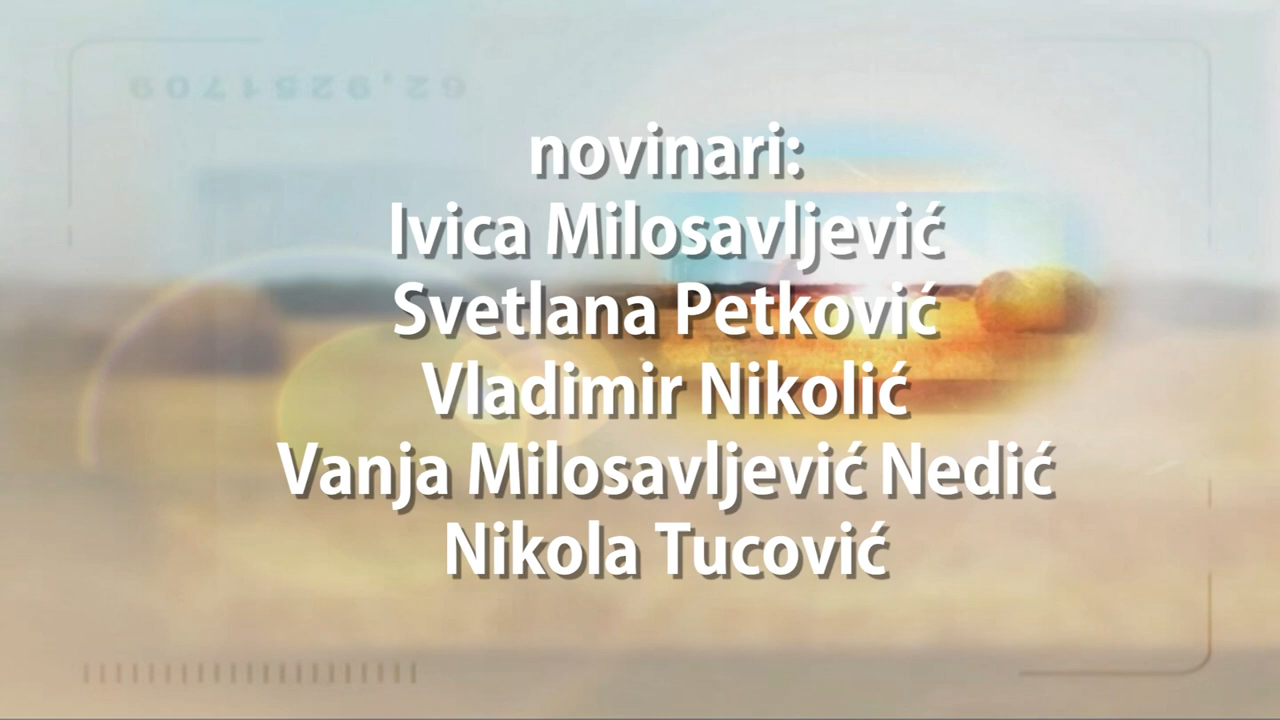 novinari:
Ivica Milosavljević
Svetlana Petković
Vladimir Nikolić
Vanja Milosavljević Nedić
Nikola Tucović